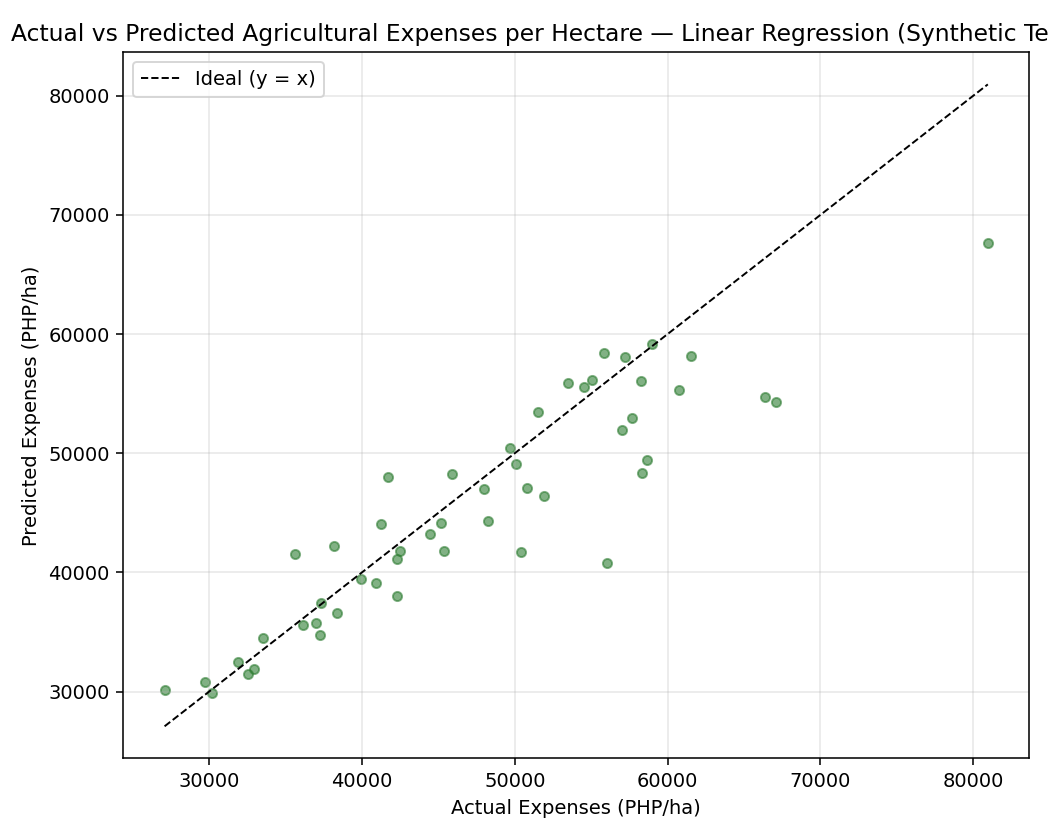 Actual vs Predicted Agricultural Expenses per Hectare — Linear Regression (Synthetic Te
Ideal (y = x)
80000
70000
60000
50000
40000
30000
Predicted Expenses (PHP/ha)
30000 40000 50000 60000 70000 80000
Actual Expenses (PHP/ha)